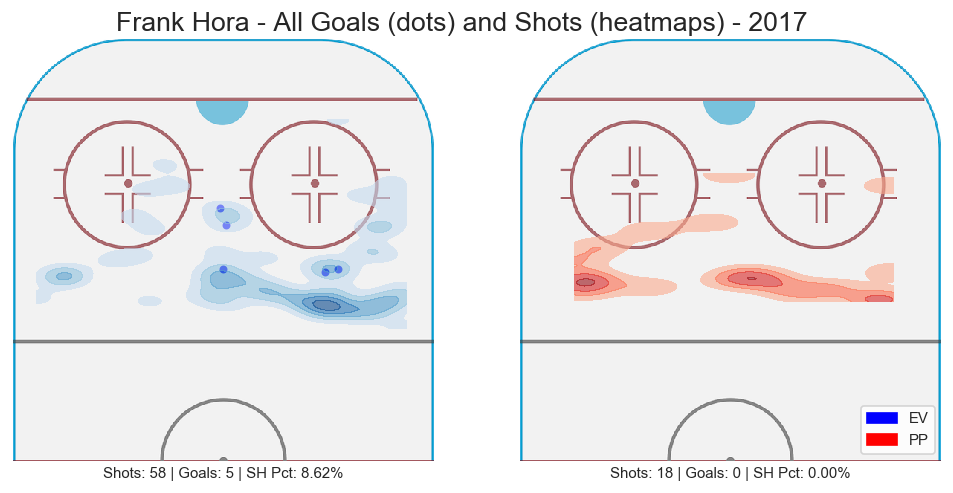 Frank Hora - All Goals (dots) and Shots (heatmaps) - 2017
EV
PP
Shots: 58 | Goals: 5 | SH Pct: 8.62%
Shots: 18 | Goals: 0 | SH Pct: 0.00%